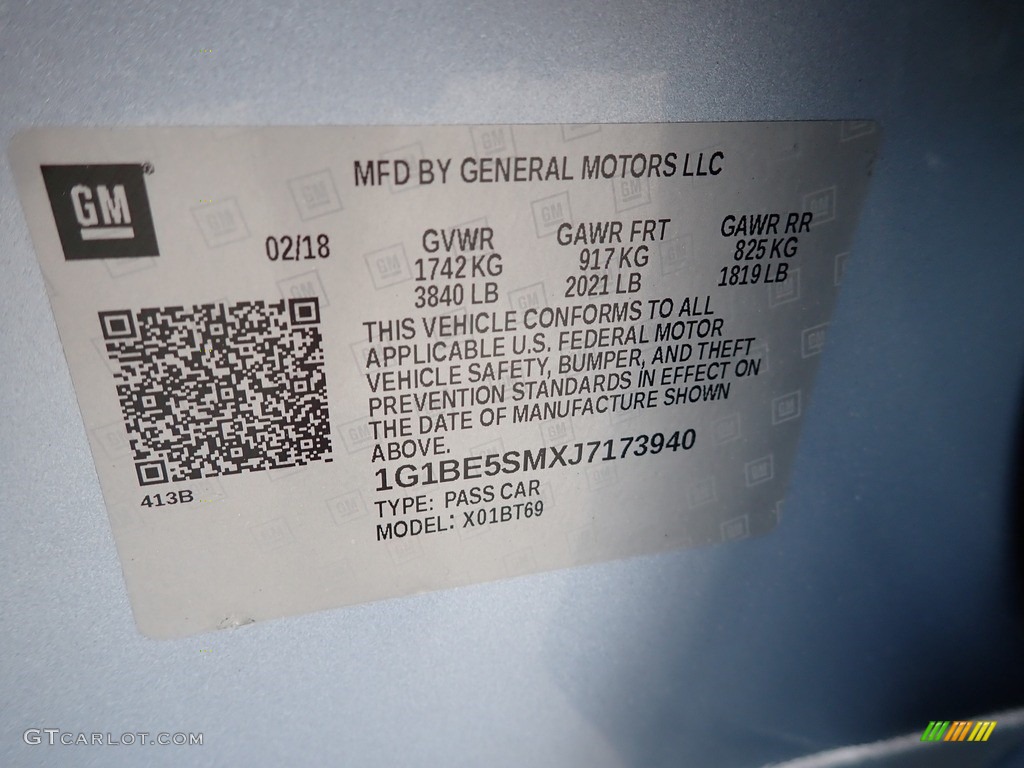 GM®
MFD BY GENERAL MOTORS LLC
02/18
GVWR GAWR FRT GAWR RR
1742 KG 917 KG 825 KG
3840 LB 2021 LB 1819 LB
THIS VEHICLE CONFORMS TO ALL
APPLICABLE U.S. FEDERAL MOTOR
VEHICLE SAFETY, BUMPER, AND THEFT
PREVENTION STANDARDS IN EFFECT ON
THE DATE OF MANUFACTURE SHOWN
ABOVE.
1G1BE5SMXJ7173940
TYPE: PASS CAR
MODEL: X01BT69
413B
GTCARLOT.COM